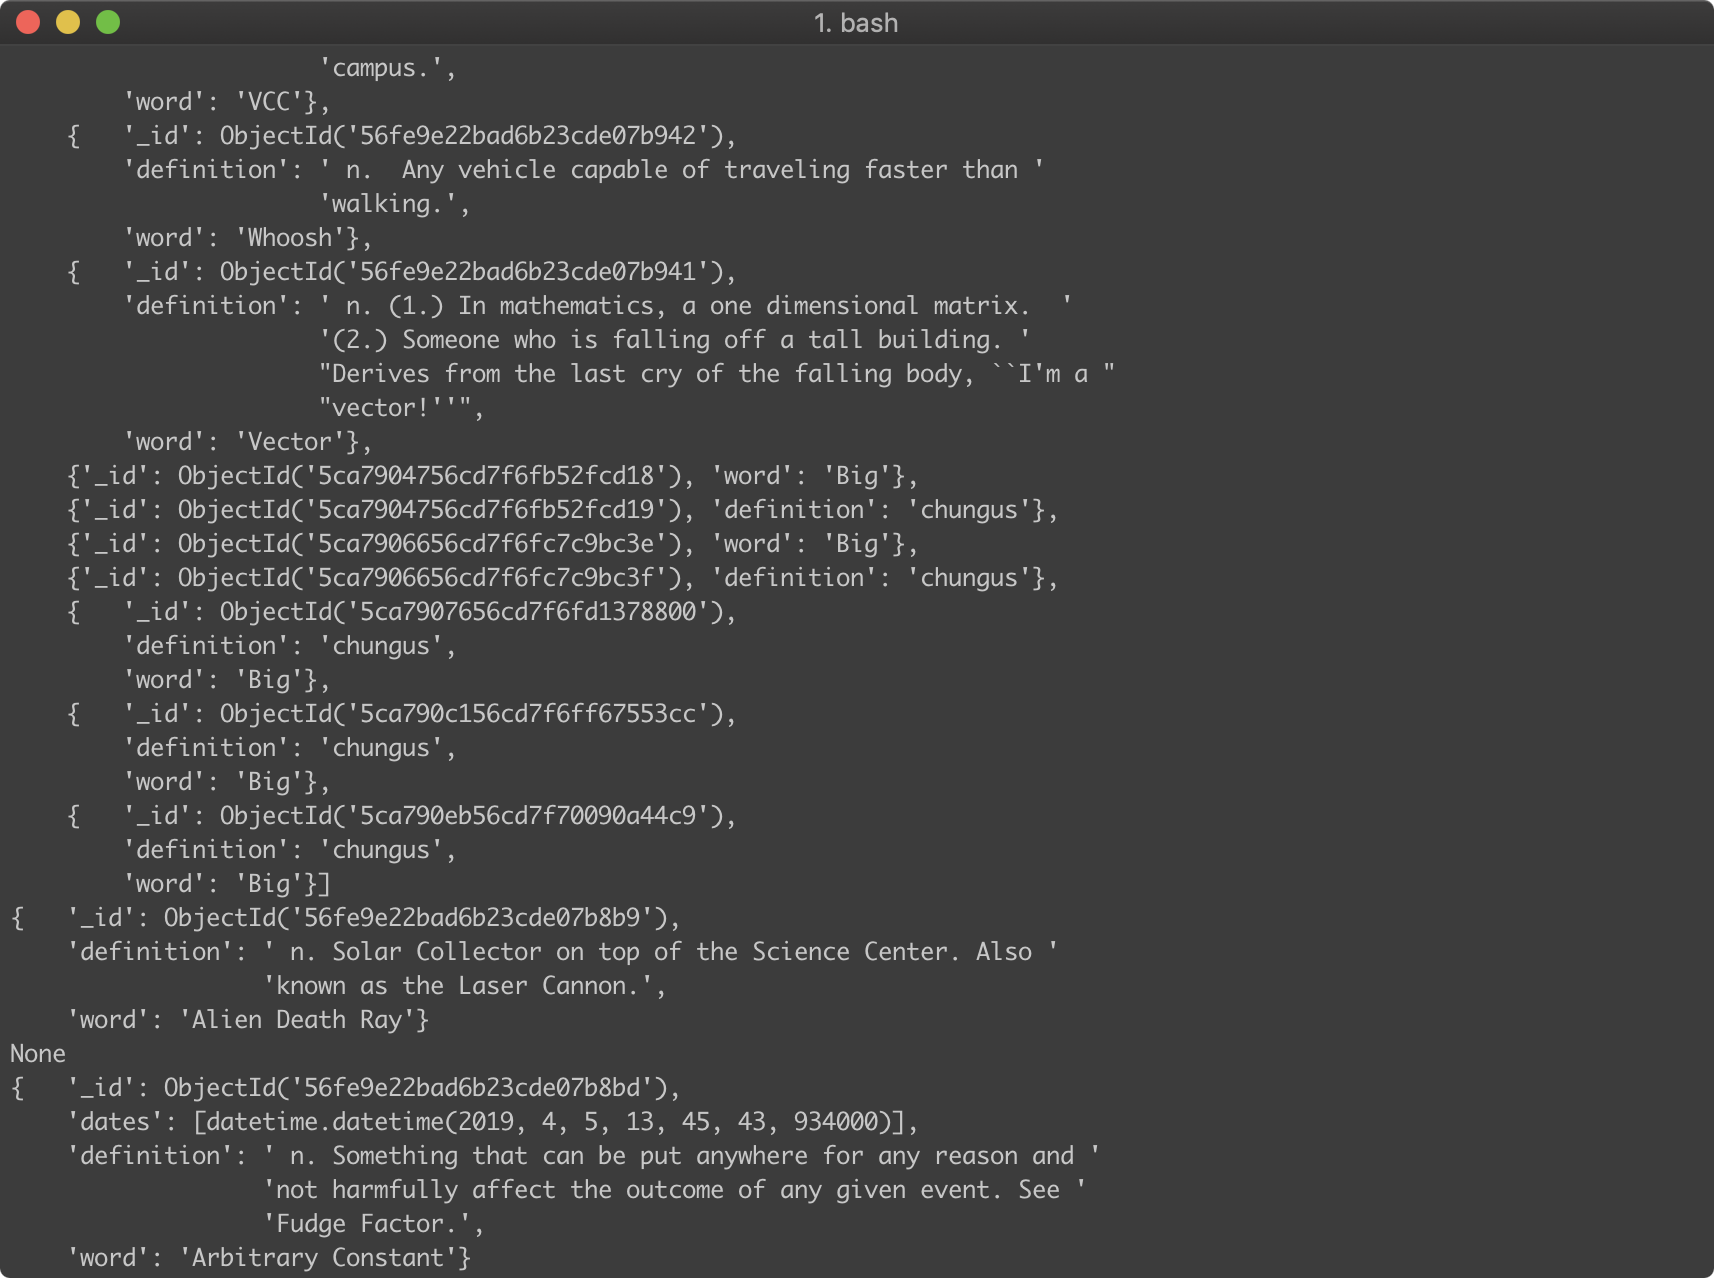 1. bash
                      'campus.',
        'word': 'VCC'},
    {   '_id': ObjectId('56fe9e22bad6b23cde07b942'),
        'definition': ' n.  Any vehicle capable of traveling faster than '
                      'walking.',
        'word': 'Whoosh'},
    {   '_id': ObjectId('56fe9e22bad6b23cde07b941'),
        'definition': ' n. (1.) In mathematics, a one dimensional matrix.  '
                      '(2.) Someone who is falling off a tall building. '
                      "Derives from the last cry of the falling body, ``I'm a "
                      "vector!''",
        'word': 'Vector'},
    {'_id': ObjectId('5ca7904756cd7f6fb52fcd18'), 'word': 'Big'},
    {'_id': ObjectId('5ca7904756cd7f6fb52fcd19'), 'definition': 'chungus'},
    {'_id': ObjectId('5ca7906656cd7f6fc7c9bc3e'), 'word': 'Big'},
    {'_id': ObjectId('5ca7906656cd7f6fc7c9bc3f'), 'definition': 'chungus'},
    {   '_id': ObjectId('5ca7907656cd7f6fd1378800'),
        'definition': 'chungus',
        'word': 'Big'},
    {   '_id': ObjectId('5ca790c156cd7f6ff67553cc'),
        'definition': 'chungus',
        'word': 'Big'},
    {   '_id': ObjectId('5ca790eb56cd7f70090a44c9'),
        'definition': 'chungus',
        'word': 'Big'}]
{   '_id': ObjectId('56fe9e22bad6b23cde07b8b9'),
    'definition': ' n. Solar Collector on top of the Science Center. Also '
                  'known as the Laser Cannon.',
    'word': 'Alien Death Ray'}
None
{   '_id': ObjectId('56fe9e22bad6b23cde07b8bd'),
    'dates': [datetime.datetime(2019, 4, 5, 13, 45, 43, 934000)],
    'definition': ' n. Something that can be put anywhere for any reason and '
                  'not harmfully affect the outcome of any given event. See '
                  'Fudge Factor.',
    'word': 'Arbitrary Constant'}